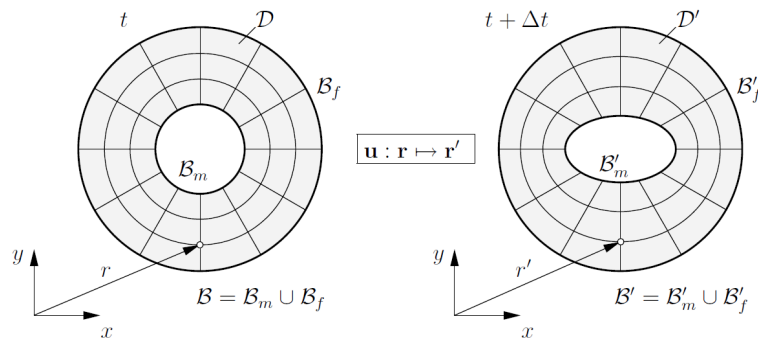 t
𝒟
ℬ_f
ℬ_m
r
y
x
ℬ = ℬ_m ∪ ℬ_f
𝐮 : 𝐫 ↦ 𝐫′
t + Δt
𝒟′
ℬ′_f
ℬ′_m
r′
y
x
ℬ′ = ℬ′_m ∪ ℬ′_f